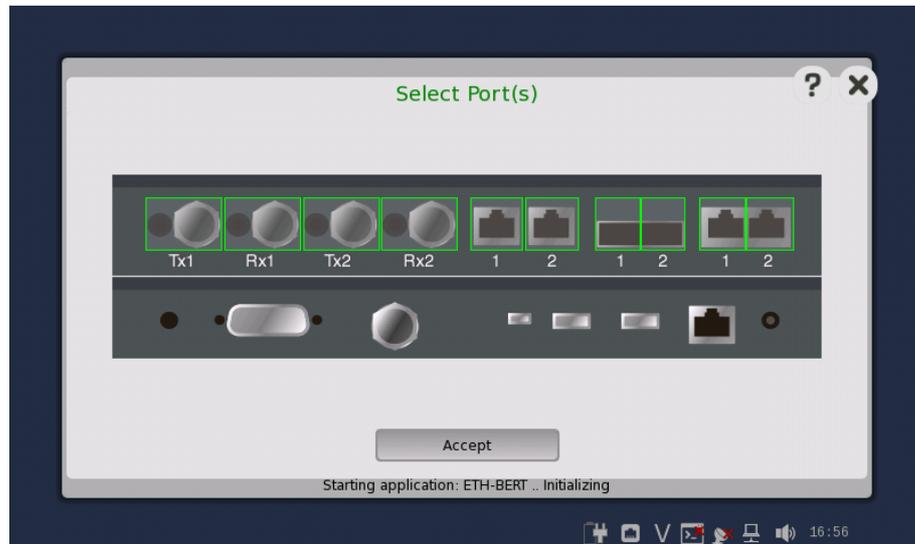 Select Port(s)
?
Tx1 Rx1 Tx2 Rx2 1 2 1 2 1 2
Accept
Starting application: ETH-BERT .. Initializing
V 16:56